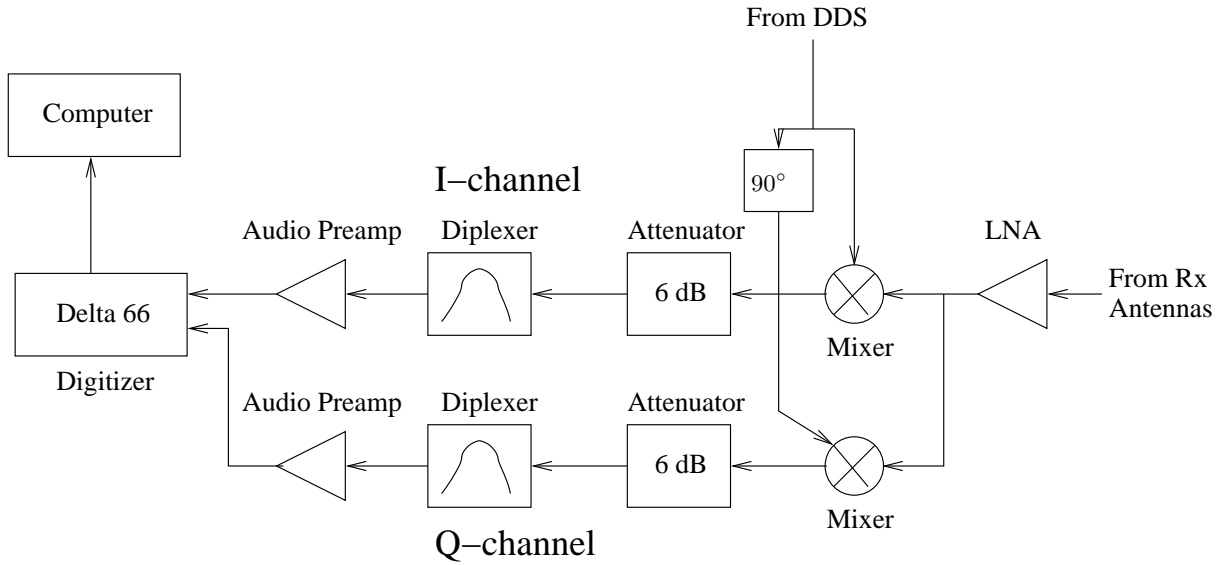 From DDS
Computer
90°
I–channel
Audio Preamp
Diplexer
Attenuator
LNA
Delta 66
6 dB
From Rx
Antennas
Mixer
Digitizer
Audio Preamp
Diplexer
Attenuator
6 dB
Mixer
Q–channel